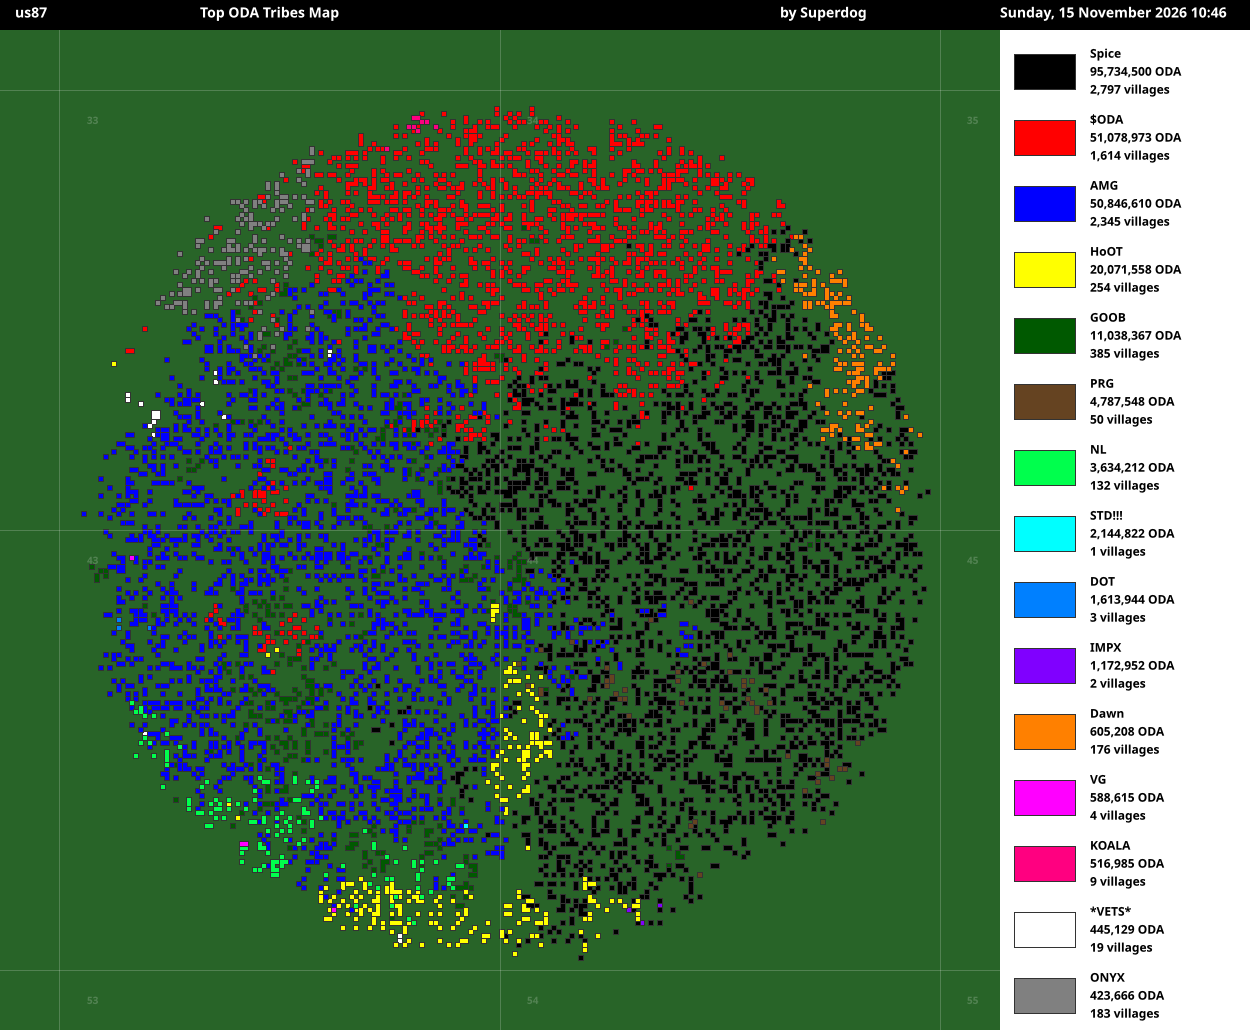 us87 Top ODA Tribes Map by Superdog Sunday, 15 November 2026 10:46
33 34 35
43 44 45
53 54 55
Spice
95,734,500 ODA
2,797 villages
$ODA
51,078,973 ODA
1,614 villages
AMG
50,846,610 ODA
2,345 villages
HoOT
20,071,558 ODA
254 villages
GOOB
11,038,367 ODA
385 villages
PRG
4,787,548 ODA
50 villages
NL
3,634,212 ODA
132 villages
STD!!!
2,144,822 ODA
1 villages
DOT
1,613,944 ODA
3 villages
IMPX
1,172,952 ODA
2 villages
Dawn
605,208 ODA
176 villages
VG
588,615 ODA
4 villages
KOALA
516,985 ODA
9 villages
*VETS*
445,129 ODA
19 villages
ONYX
423,666 ODA
183 villages